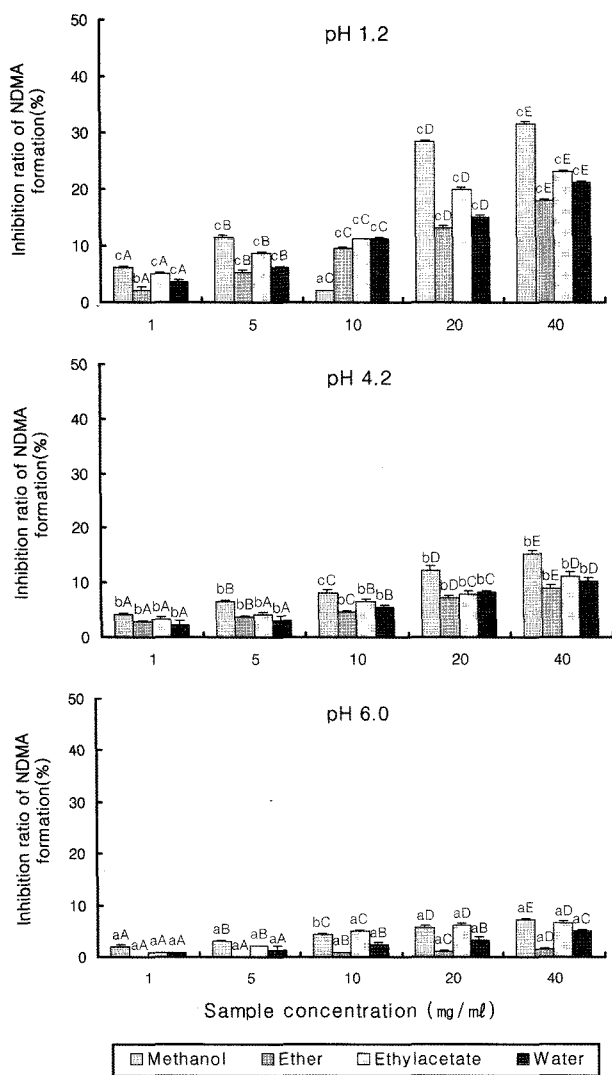 pH 1.2
Inhibition ratio of NDMA
formation(%)
50
40
30
20
10
0
cA bA cA cA
cB cB cB cB
aC cC cC cC
cD cD cD cD
cE cE cE cE
1 5 10 20 40
pH 4.2
Inhibition ratio of NDMA
formation(%)
50
40
30
20
10
0
bA bA bA bA
bB bB bA bA
cC bC bB bB
bD bD bC bC
bE bE bD bD
1 5 10 20 40
pH 6.0
Inhibition ratio of NDMA
formation(%)
50
40
30
20
10
0
aA aA aA aA
aB aA aB aA
bC aB aC aB
aD aC aD aB
aE aD aD aC
1 5 10 20 40
Sample concentration (mg/mℓ)
Methanol Ether Ethylacetate Water